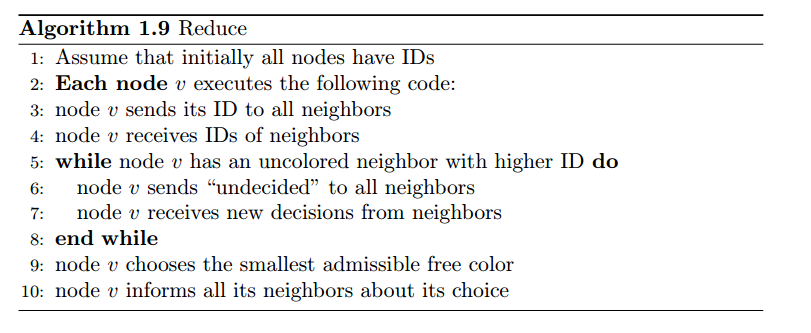 Algorithm 1.9 Reduce
1: Assume that initially all nodes have IDs
2: Each node v executes the following code:
3: node v sends its ID to all neighbors
4: node v receives IDs of neighbors
5: while node v has an uncolored neighbor with higher ID do
6: node v sends “undecided” to all neighbors
7: node v receives new decisions from neighbors
8: end while
9: node v chooses the smallest admissible free color
10: node v informs all its neighbors about its choice